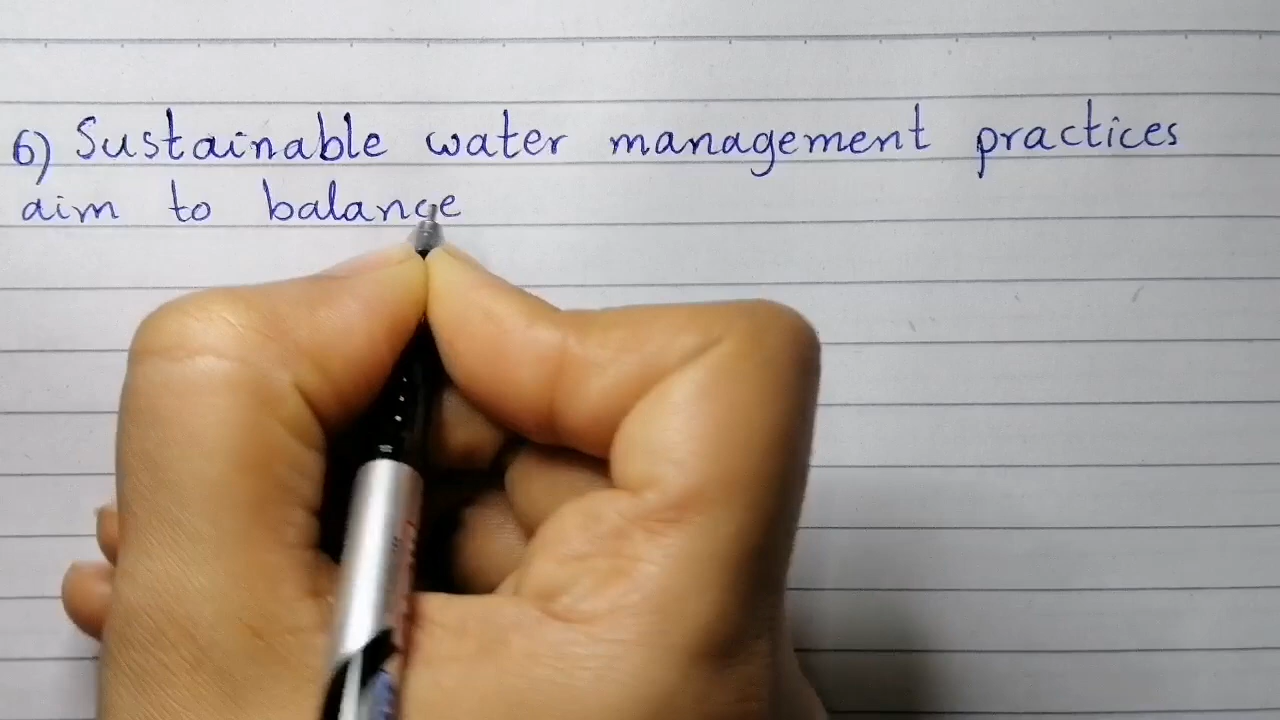 6) Sustainable water management practices
aim to balance